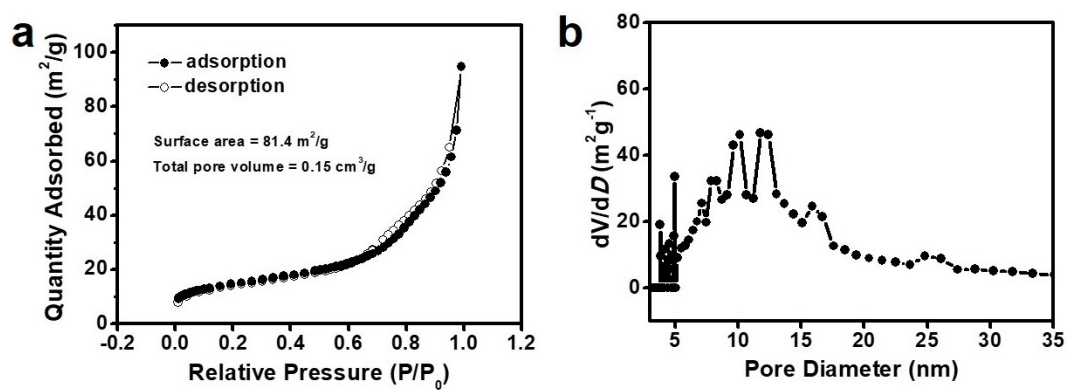 a
100
80
60
40
20
0
-0.2 0.0 0.2 0.4 0.6 0.8 1.0 1.2
Quantity Adsorbed (m²/g)
Relative Pressure (P/P₀)
adsorption
desorption
Surface area = 81.4 m²/g
Total pore volume = 0.15 cm³/g
b
80
60
40
20
0
5 10 15 20 25 30 35
dV/dD (m²g⁻¹)
Pore Diameter (nm)